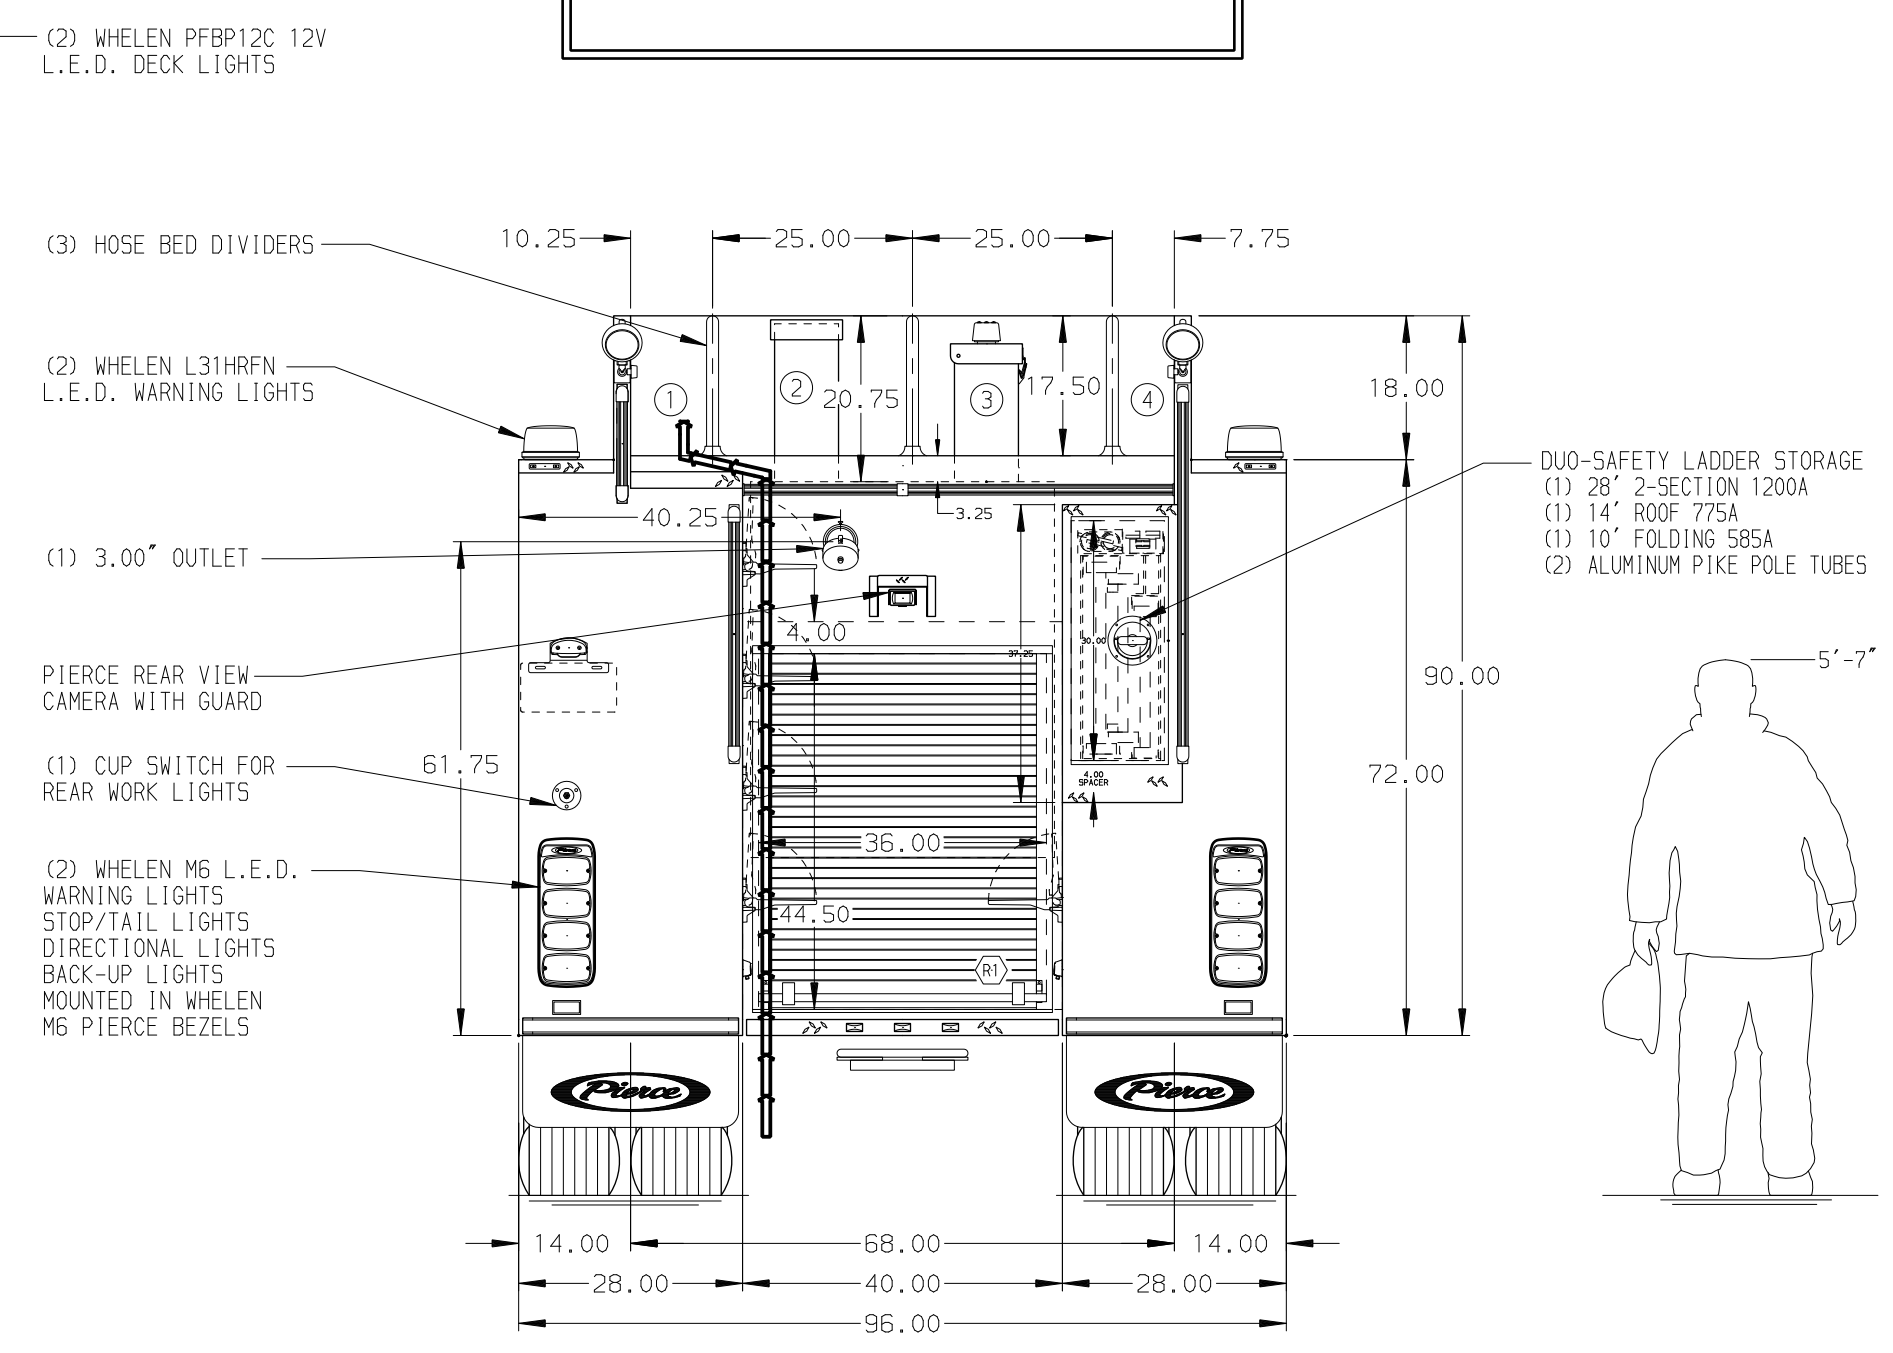 (2) WHELEN PFBP12C 12V
L.E.D. DECK LIGHTS
10.25
25.00
25.00
7.75
(3) HOSE BED DIVIDERS
(2) WHELEN L31HRFN
L.E.D. WARNING LIGHTS
1
2
20.75
3
17.50
4
18.00
DUO-SAFETY LADDER STORAGE
(1) 28' 2-SECTION 1200A
(1) 14' ROOF 775A
(1) 10' FOLDING 585A
(2) ALUMINUM PIKE POLE TUBES
40.25
3.25
(1) 3.00" OUTLET
4.00
30.00
37.25
PIERCE REAR VIEW
CAMERA WITH GUARD
90.00
5'-7"
61.75
(1) CUP SWITCH FOR
REAR WORK LIGHTS
4.00
SPACER
72.00
36.00
Pierce
Pierce
(2) WHELEN M6 L.E.D.
WARNING LIGHTS
STOP/TAIL LIGHTS
DIRECTIONAL LIGHTS
BACK-UP LIGHTS
MOUNTED IN WHELEN
M6 PIERCE BEZELS
44.50
R1
Pierce
Pierce
14.00
68.00
14.00
28.00
40.00
28.00
96.00